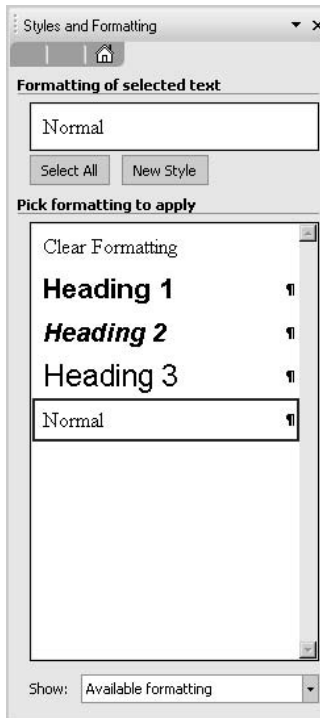 Styles and Formatting
Formatting of selected text
Normal
Select All New Style
Pick formatting to apply
Clear Formatting
Heading 1 ¶
Heading 2 ¶
Heading 3 ¶
Normal ¶
Show: Available formatting